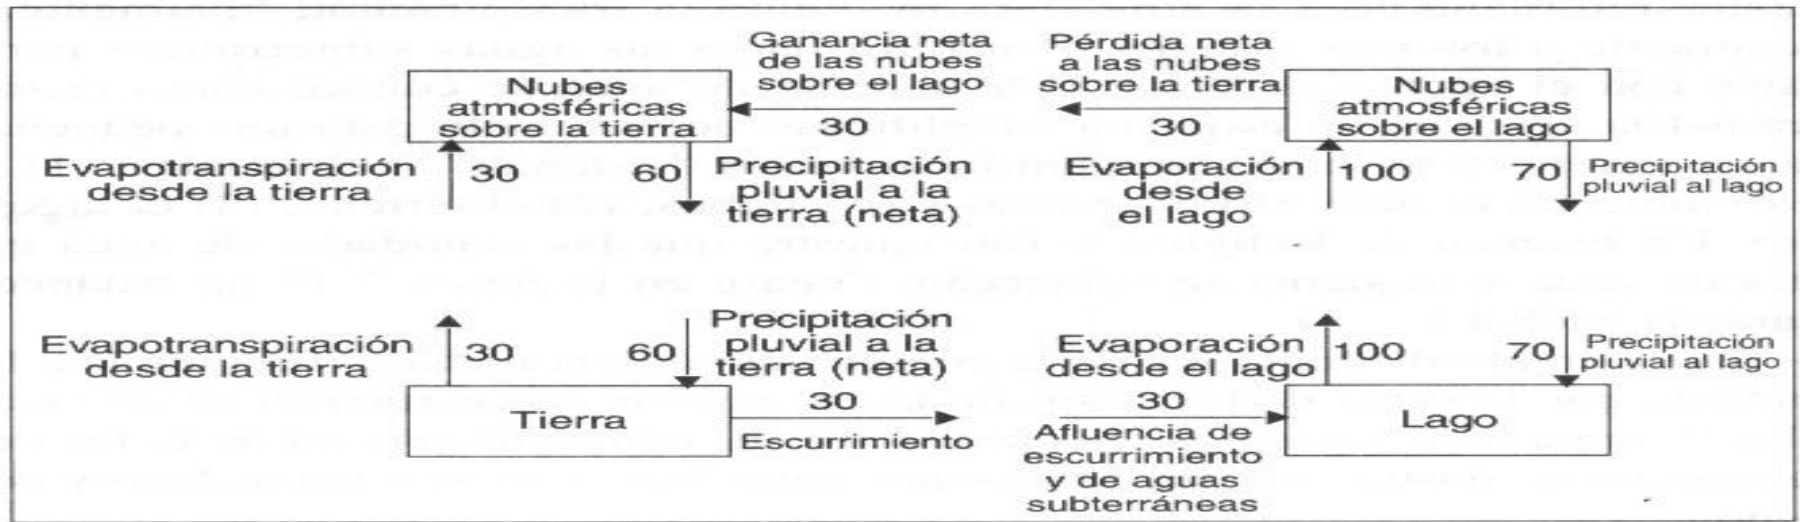 Ganancia neta
de las nubes
sobre el lago
Pérdida neta
a las nubes
sobre la tierra
Nubes
atmosféricas
sobre la tierra
30
30
Nubes
atmosféricas
sobre el lago
Evapotranspiración
desde la tierra
30
60
Precipitación
pluvial a la
tierra (neta)
Evaporación
desde
el lago
100
70
Precipitación
pluvial al lago
Evapotranspiración
desde la tierra
30
60
Precipitación
pluvial a la
tierra (neta)
Evaporación
desde el lago
100
70
Precipitación
pluvial al lago
Tierra
30
Escurrimiento
30
Afluencia de
escurrimiento
y de aguas
subterráneas
Lago